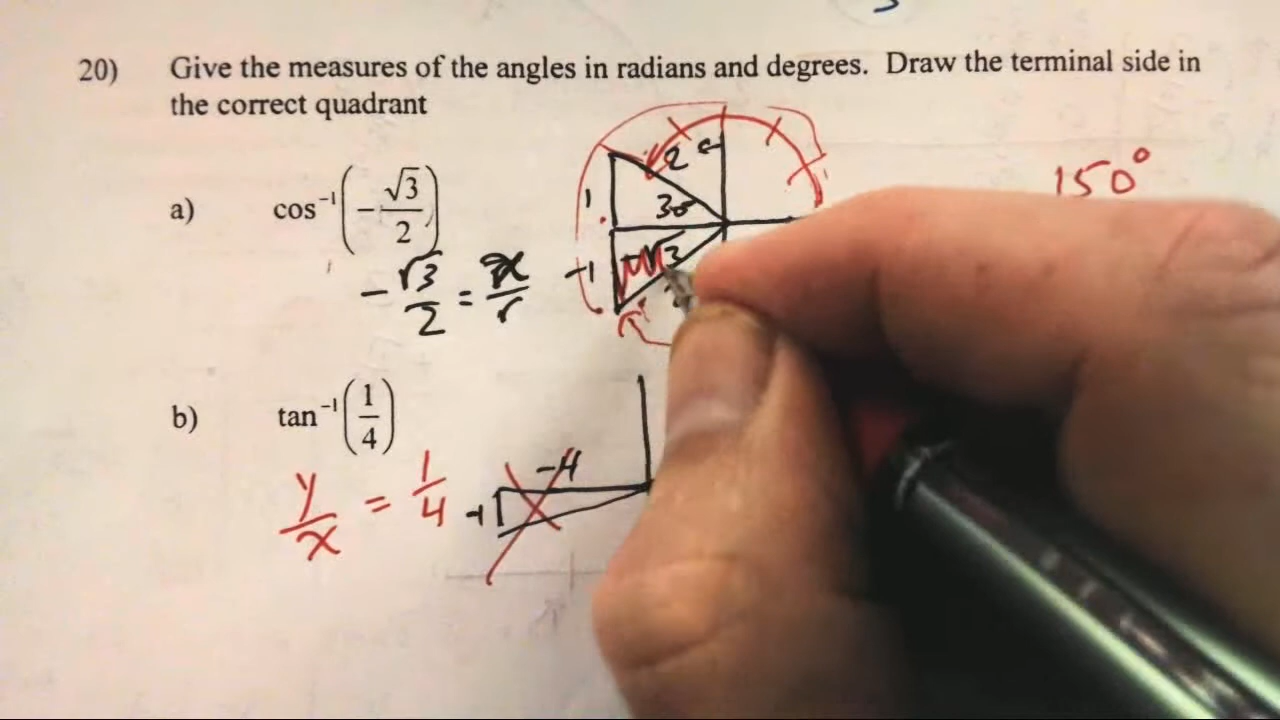 20) Give the measures of the angles in radians and degrees. Draw the terminal side in
the correct quadrant
a) cos⁻¹(-√3/2)
-√3/2 = x/r
2
1
30
-√3
-1
150°
b) tan⁻¹(1/4)
y/x = 1/4
-4
-1